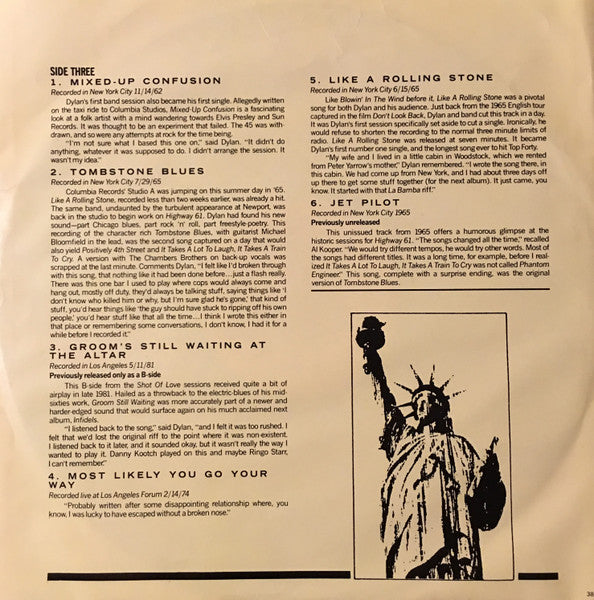 SIDE THREE
1. MIXED-UP CONFUSION
Recorded in New York City 11/14/62
Dylan's first band session also became his first single. Allegedly written
on the taxi ride to Columbia Studios, Mixed-Up Confusion is a fascinating
look at a folk artist with a mind wandering towards Elvis Presley and Sun
Records. It was thought to be an experiment that failed. The 45 was with-
drawn, and so were any attempts at rock for the time being.
"I'm not sure what I based this one on," said Dylan. "It didn't do
anything, whatever it was supposed to do. I didn't arrange the session. It
wasn't my idea."
2. TOMBSTONE BLUES
Recorded in New York City 7/29/65
Columbia Records' Studio A was jumping on this summer day in '65.
Like A Rolling Stone, recorded less than two weeks earlier, was already a hit.
The same band, undaunted by the turbulent appearance at Newport, was
back in the studio to begin work on Highway 61. Dylan had found his new
sound—part Chicago blues, part rock 'n' roll, part freestyle-poetry. This
recording of the character rich Tombstone Blues, with guitarist Michael
Bloomfield in the lead, was the second song captured on a day that would
also yield Positively 4th Street and It Takes A Lot To Laugh, It Takes A Train
To Cry. A version with The Chambers Brothers on back-up vocals was
scrapped at the last minute. Comments Dylan, "I felt like I'd broken through
with this song, that nothing like it had been done before...just a flash really.
There was this one bar I used to play where cops would always come and
hang out, mostly off duty, they'd always be talking stuff, saying things like 'I
don't know who killed him or why, but I'm sure glad he's gone,' that kind of
stuff, you'd hear things like 'the guy should have stuck to ripping off his own
people,' you'd hear stuff like that all the time...I think I wrote this either in
that place or remembering some conversations, I don't know, I had it for a
while before I recorded it."
3. GROOM'S STILL WAITING AT
THE ALTAR
Recorded in Los Angeles 5/11/81
Previously released only as a B-side
This B-side from the Shot Of Love sessions received quite a bit of
airplay in late 1981. Hailed as a throwback to the electric-blues of his mid-
sixties work, Groom Still Waiting was more accurately part of a newer and
harder-edged sound that would surface again on his much acclaimed next
album, Infidels.
"I listened back to the song," said Dylan, "and I felt it was too rushed. I
felt that we'd lost the original riff to the point where it was non-existent.
I listened back to it later, and it sounded okay, but it wasn't really the way I
wanted to play it. Danny Kootch played on this and maybe Ringo Starr,
I can't remember."
4. MOST LIKELY YOU GO YOUR
WAY
Recorded live at Los Angeles Forum 2/14/74
"Probably written after some disappointing relationship where, you
know, I was lucky to have escaped without a broken nose."
5. LIKE A ROLLING STONE
Recorded in New York City 6/15/65
Like Blowin' In The Wind before it, Like A Rolling Stone was a pivotal
song for both Dylan and his audience. Just back from the 1965 English tour
captured in the film Don't Look Back, Dylan and band cut this track in a day.
It was Dylan's first session specifically set aside to cut a single. Ironically, he
would refuse to shorten the recording to the normal three minute limits of
radio. Like A Rolling Stone was released at seven minutes. It became
Dylan's first number one single, and the longest song ever to hit Top Forty.
"My wife and I lived in a little cabin in Woodstock, which we rented
from Peter Yarrow's mother," Dylan remembered. "I wrote the song there, in
this cabin. We had come up from New York, and I had about three days off
up there to get some stuff together (for the next album). It just came, you
know. It started with that La Bamba riff."
6. JET PILOT
Recorded in New York City 1965
Previously unreleased
This unissued track from 1965 offers a humorous glimpse at the
historic sessions for Highway 61. "The songs changed all the time," recalled
Al Kooper. "We would try different tempos, he would try other words. Most of
the songs had different titles. It was a long time, for example, before I real-
ized It Takes A Lot To Laugh, It Takes A Train To Cry was not called Phantom
Engineer." This song, complete with a surprise ending, was the original
version of Tombstone Blues.
38